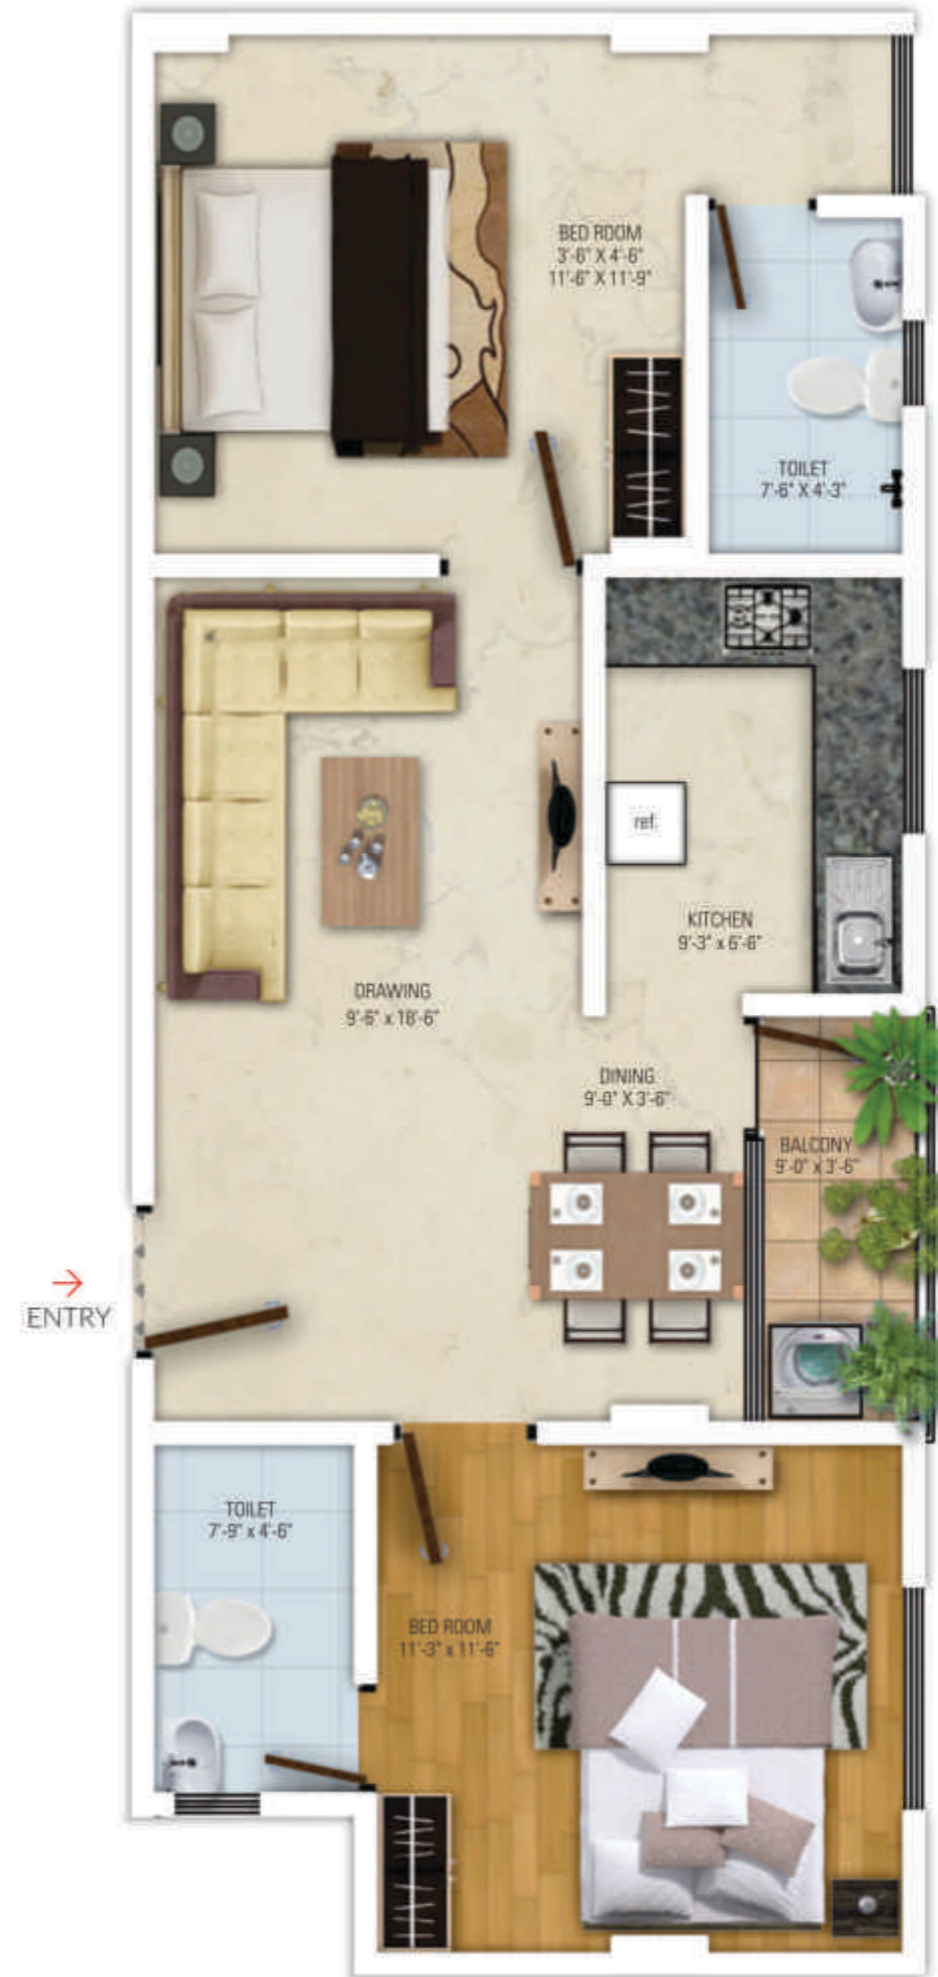 BED ROOM
3'-6" X 4'-6"
11'-6" X 11'-9"
TOILET
7'-6" X 4'-3"
ref.
KITCHEN
9'-3" x 6'-6"
DRAWING
9'-6" x 18'-6"
DINING
9'-0" X 3'-6"
BALCONY
9'-0" x 3'-6"
ENTRY
TOILET
7'-9" x 4'-6"
BED ROOM
11'-3" x 11'-6"